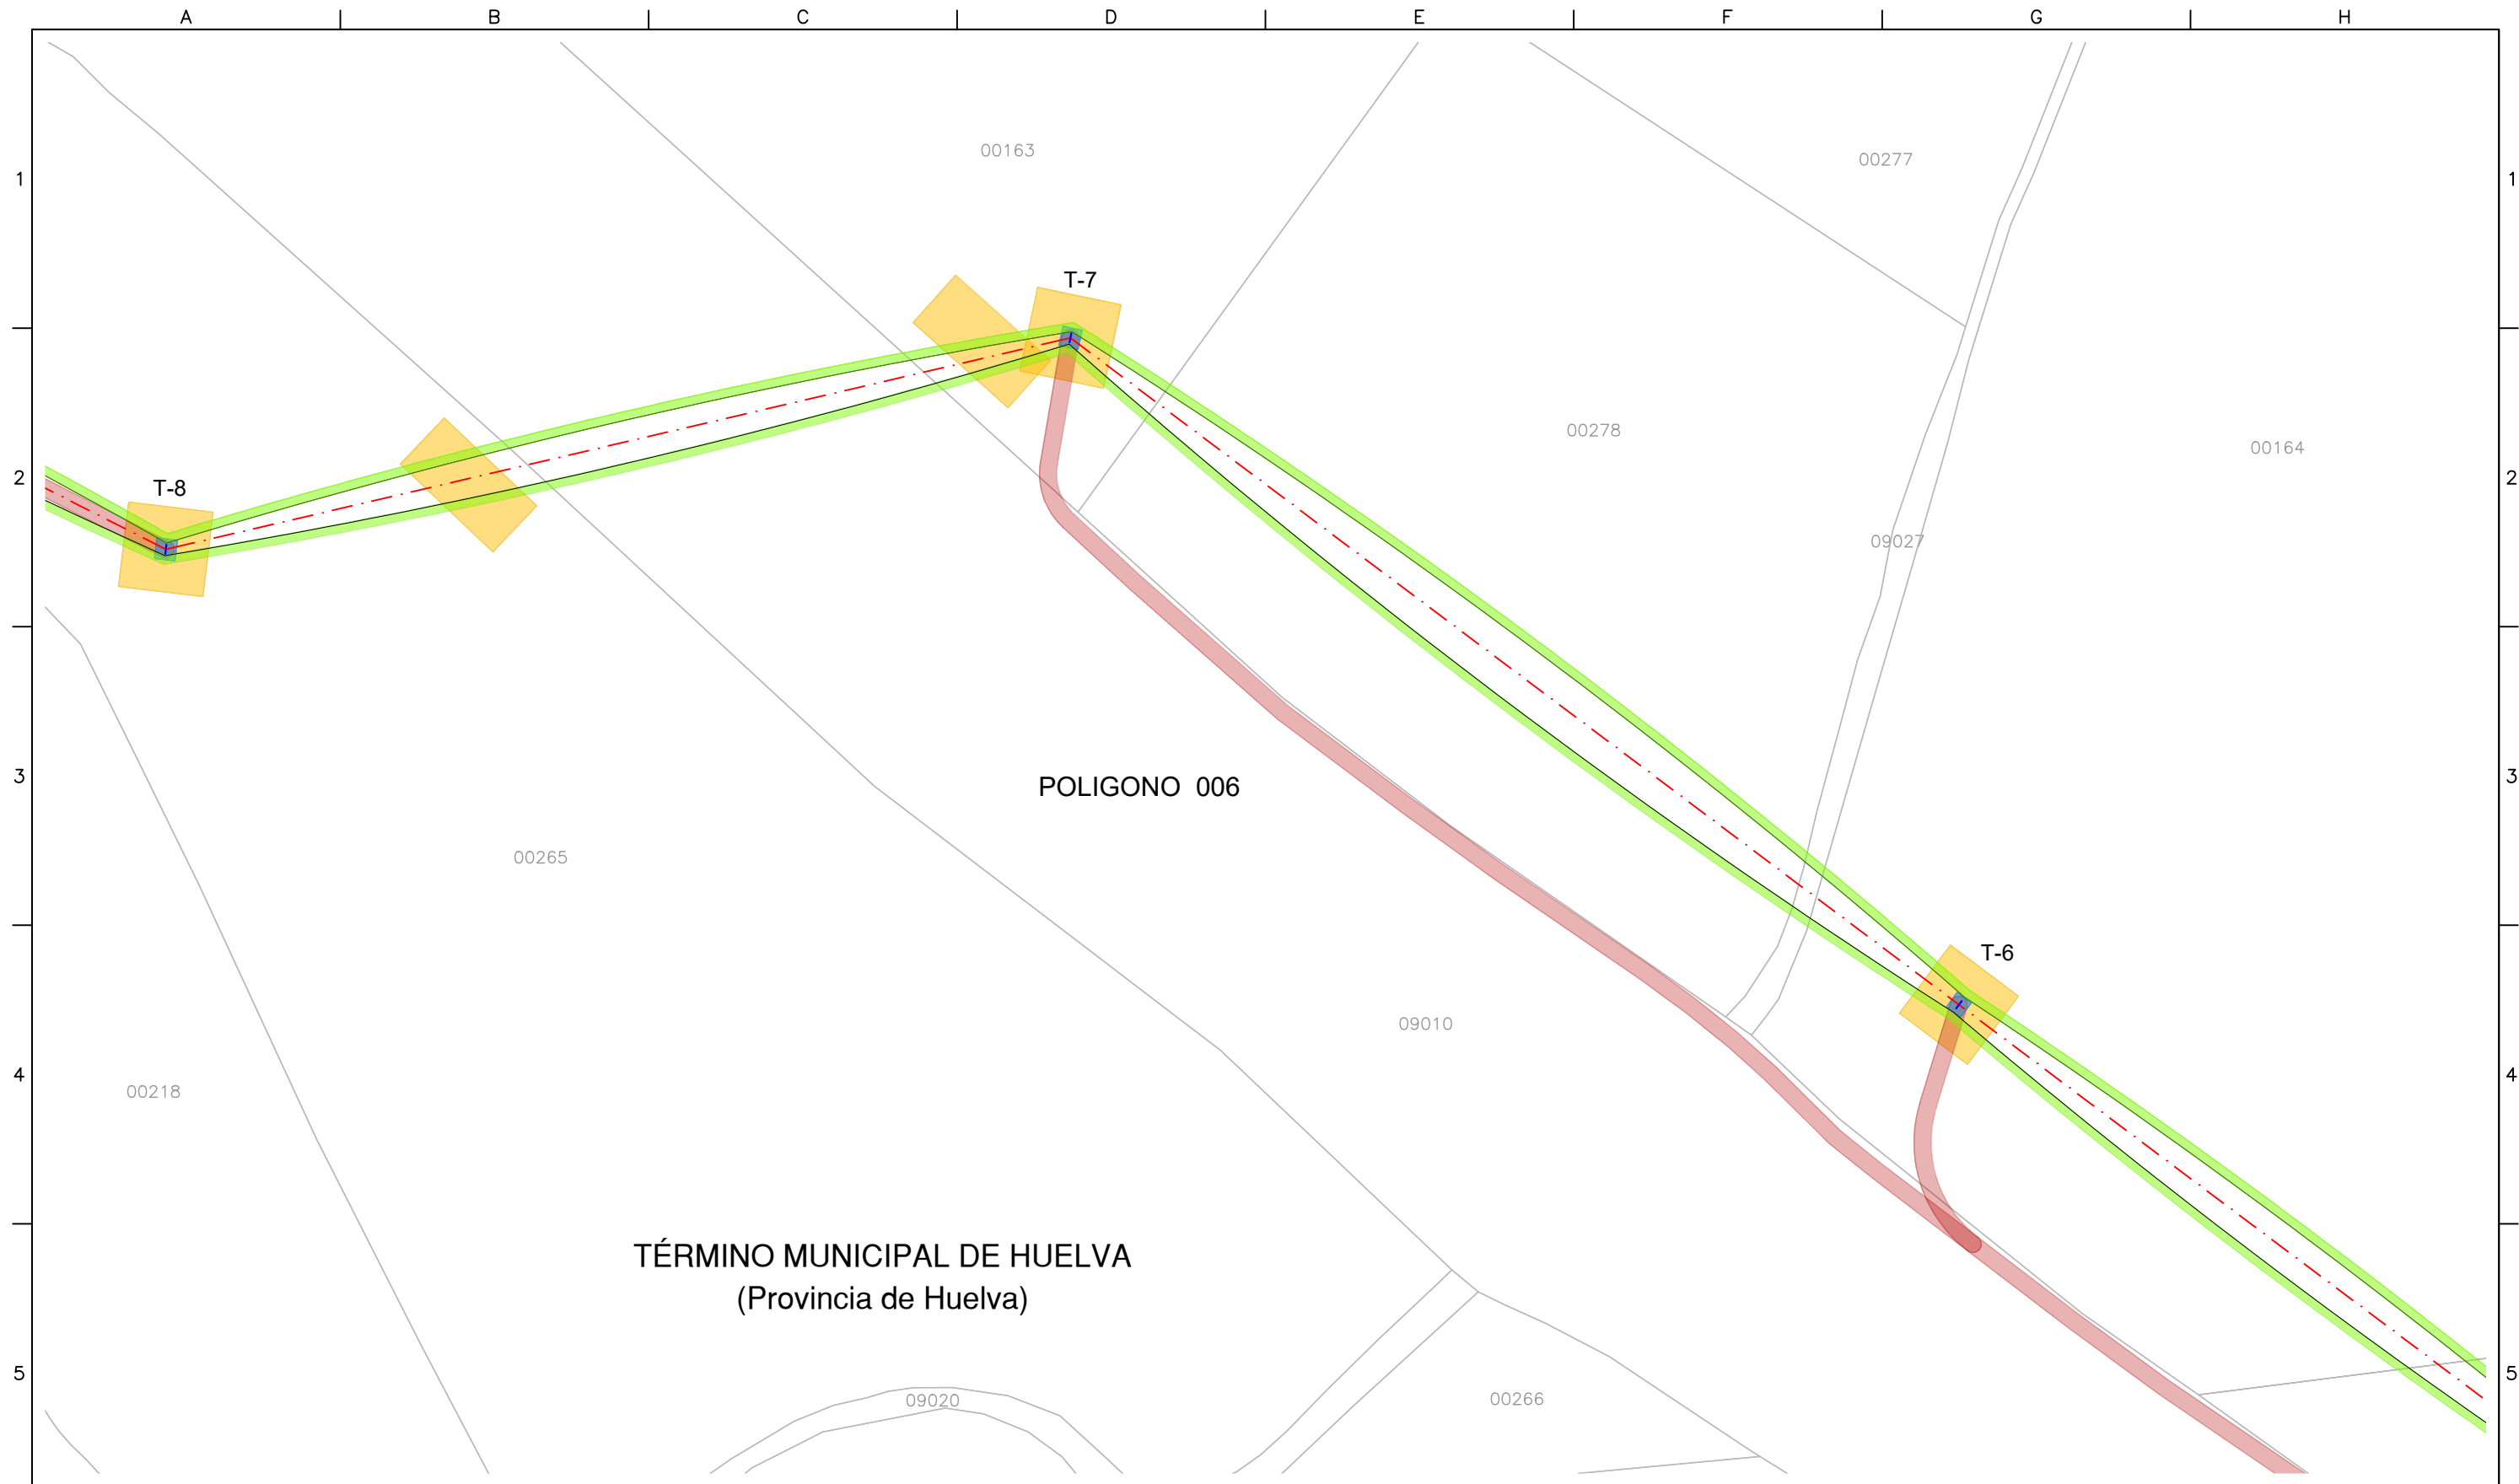 A B C D E F G H
00163
00277
1 1
T-7
00278
00164
2 2
T-8
09027
3 3
POLIGONO 006
00265
T-6
09010
4 4
00218
TÉRMINO MUNICIPAL DE HUELVA
(Provincia de Huelva)
5 5
09020
00266